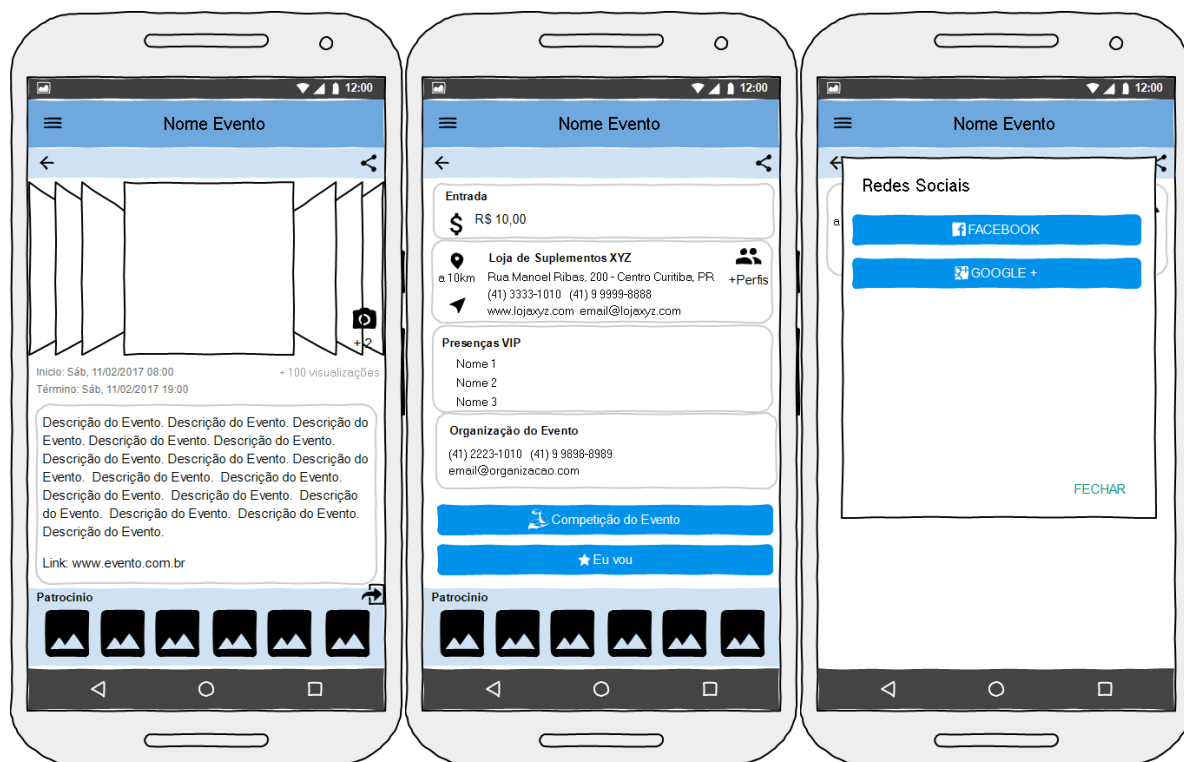 12:00
Nome Evento
+ 2
Inicio: Sáb, 11/02/2017 08:00
+ 100 visualizações
Término: Sáb, 11/02/2017 19:00
Descrição do Evento. Descrição do Evento. Descrição do
Evento. Descrição do Evento. Descrição do Evento.
Descrição do Evento. Descrição do Evento. Descrição do
Evento.  Descrição do Evento.  Descrição do Evento.
Descrição do Evento.  Descrição do Evento.  Descrição
do Evento.  Descrição do Evento.  Descrição do Evento.
Descrição do Evento.
Link: www.evento.com.br
Patrocinio
12:00
Nome Evento
Entrada
R$ 10,00
Loja de Suplementos XYZ
a 10km
Rua Manoel Ribas, 200 - Centro Curitiba, PR
+Perfis
(41) 3333-1010   (41) 9 9999-8888
www.lojaxyz.com  email@lojaxyz.com
Presenças VIP
Nome 1
Nome 2
Nome 3
Organização do Evento
(41) 2223-1010   (41) 9 9898-8989
email@organizacao.com
Competição do Evento
Eu vou
Patrocinio
12:00
Nome Evento
Redes Sociais
a
FACEBOOK
GOOGLE +
FECHAR